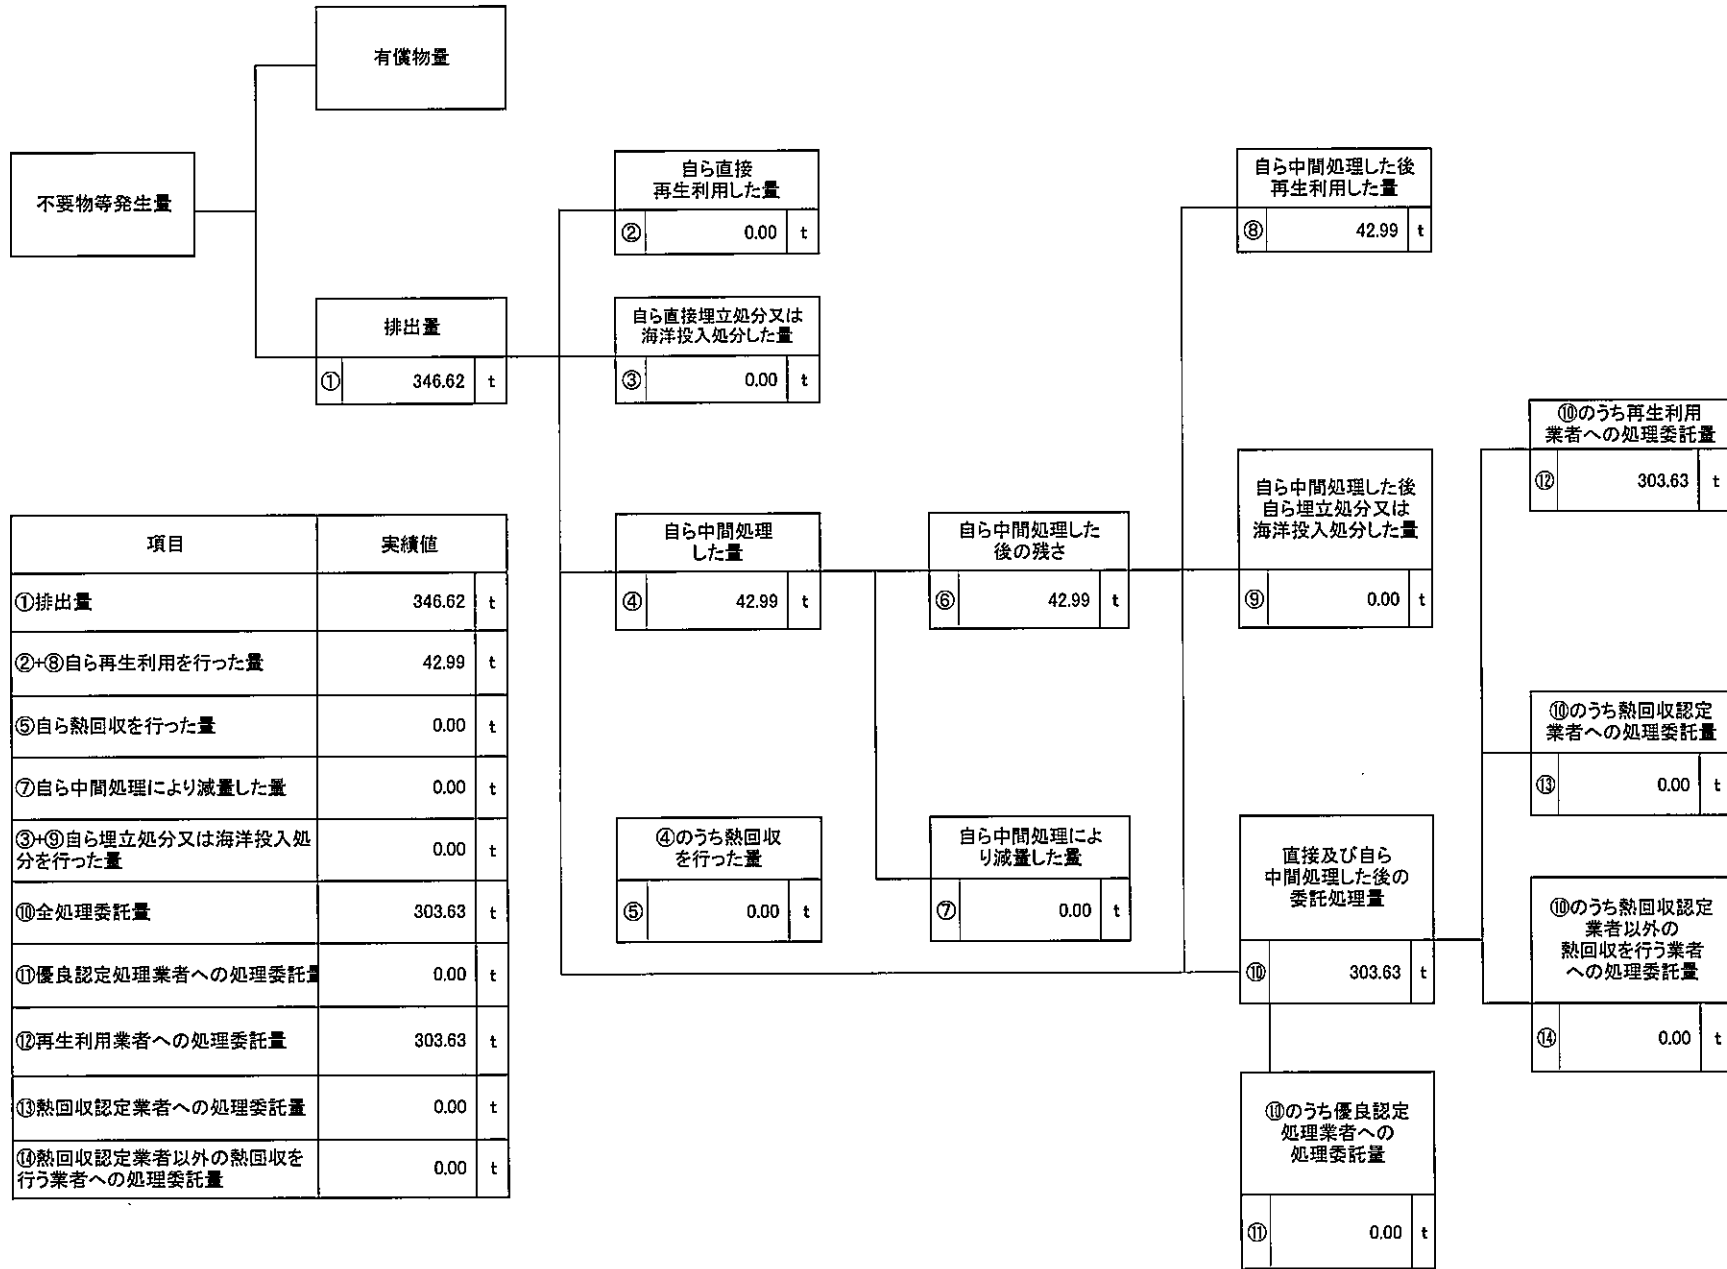 有償物量
不要物等発生量
排出量
① 346.62 t
自ら直接
再生利用した量
② 0.00 t
自ら直接埋立処分又は
海洋投入処分した量
③ 0.00 t
自ら中間処理
した量
④ 42.99 t
④のうち熱回収
を行った量
⑤ 0.00 t
自ら中間処理した
後の残さ
⑥ 42.99 t
自ら中間処理によ
り減量した量
⑦ 0.00 t
自ら中間処理した後
再生利用した量
⑧ 42.99 t
自ら中間処理した後
自ら埋立処分又は
海洋投入処分した量
⑨ 0.00 t
直接及び自ら
中間処理した後の
委託処理量
⑩ 303.63 t
⑩のうち優良認定
処理業者への
処理委託量
⑪ 0.00 t
⑩のうち再生利用
業者への処理委託量
⑫ 303.63 t
⑩のうち熱回収認定
業者への処理委託量
⑬ 0.00 t
⑩のうち熱回収認定
業者以外の
熱回収を行う業者
への処理委託量
⑭ 0.00 t
項目 実績値
①排出量 346.62 t
②+⑧自ら再生利用を行った量 42.99 t
⑤自ら熱回収を行った量 0.00 t
⑦自ら中間処理により減量した量 0.00 t
③+⑨自ら埋立処分又は海洋投入処
分を行った量 0.00 t
⑩全処理委託量 303.63 t
⑪優良認定処理業者への処理委託量 0.00 t
⑫再生利用業者への処理委託量 303.63 t
⑬熱回収認定業者への処理委託量 0.00 t
⑭熱回収認定業者以外の熱回収を
行う業者への処理委託量 0.00 t